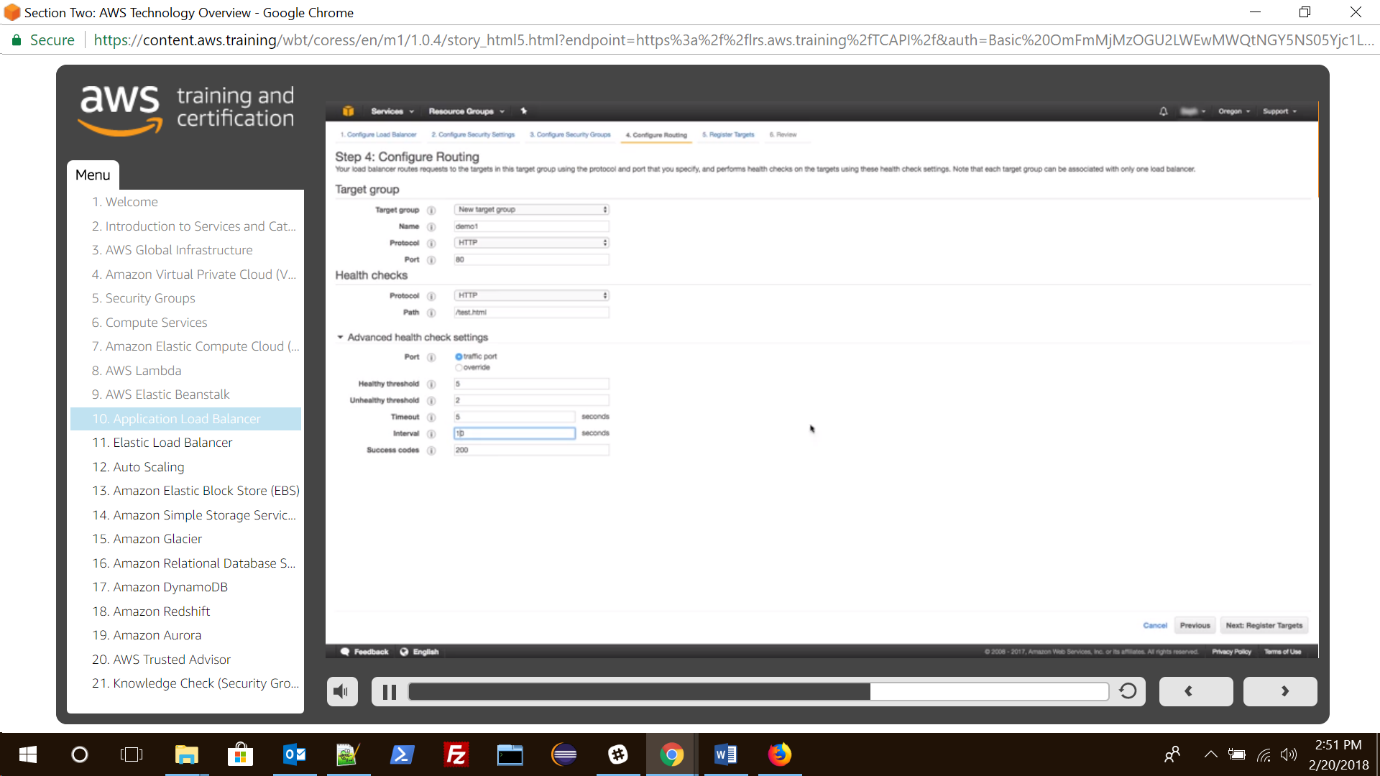 Section Two: AWS Technology Overview - Google Chrome
Secure https://content.aws.training/wbt/coress/en/m1/1.0.4/story_html5.html?endpoint=https%3a%2f%2flrs.aws.training%2fTCAPI%2f&auth=Basic%20OmFmMjMzOGU2LWEwMWQtNGY5NS05Yjc1L...
aws training and
certification
Menu
1. Welcome
2. Introduction to Services and Cat...
3. AWS Global Infrastructure
4. Amazon Virtual Private Cloud (V...
5. Security Groups
6. Compute Services
7. Amazon Elastic Compute Cloud (...
8. AWS Lambda
9. AWS Elastic Beanstalk
10. Application Load Balancer
11. Elastic Load Balancer
12. Auto Scaling
13. Amazon Elastic Block Store (EBS)
14. Amazon Simple Storage Servic...
15. Amazon Glacier
16. Amazon Relational Database S...
17. Amazon DynamoDB
18. Amazon Redshift
19. Amazon Aurora
20. AWS Trusted Advisor
21. Knowledge Check (Security Gro...
Services Resource Groups Oregon Support
1. Configure Load Balancer 2. Configure Security Settings 3. Configure Security Groups 4. Configure Routing 5. Register Targets 6. Review
Step 4: Configure Routing
Your load balancer routes requests to the targets in this target group using the protocol and port that you specify, and performs health checks on the targets using these health check settings. Note that each target group can be associated with only one load balancer.
Target group
Target group New target group
Name demo1
Protocol HTTP
Port 80
Health checks
Protocol HTTP
Path /test.html
Advanced health check settings
Port traffic port
override
Healthy threshold 5
Unhealthy threshold 2
Timeout 5 seconds
Interval 10 seconds
Success codes 200
Cancel Previous Next: Register Targets
Feedback English © 2008 - 2017, Amazon Web Services, Inc. or its affiliates. All rights reserved. Privacy Policy Terms of Use
2:51 PM
2/20/2018